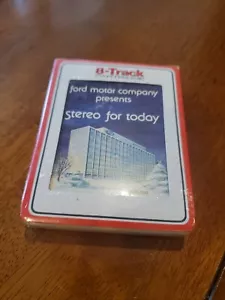 8-Track
ford motor company
presents
stereo for today